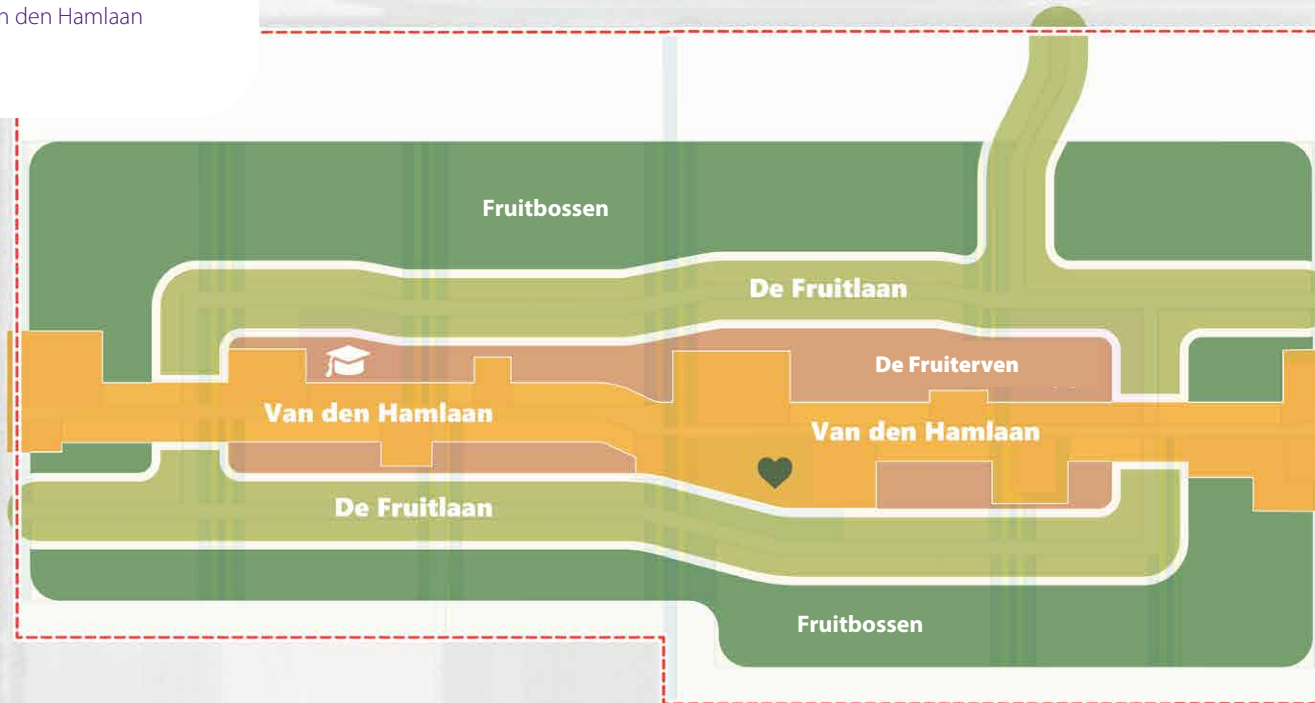 n den Hamlaan
Fruitbossen
De Fruitlaan
De Fruiterven
Van den Hamlaan
Van den Hamlaan
De Fruitlaan
Fruitbossen